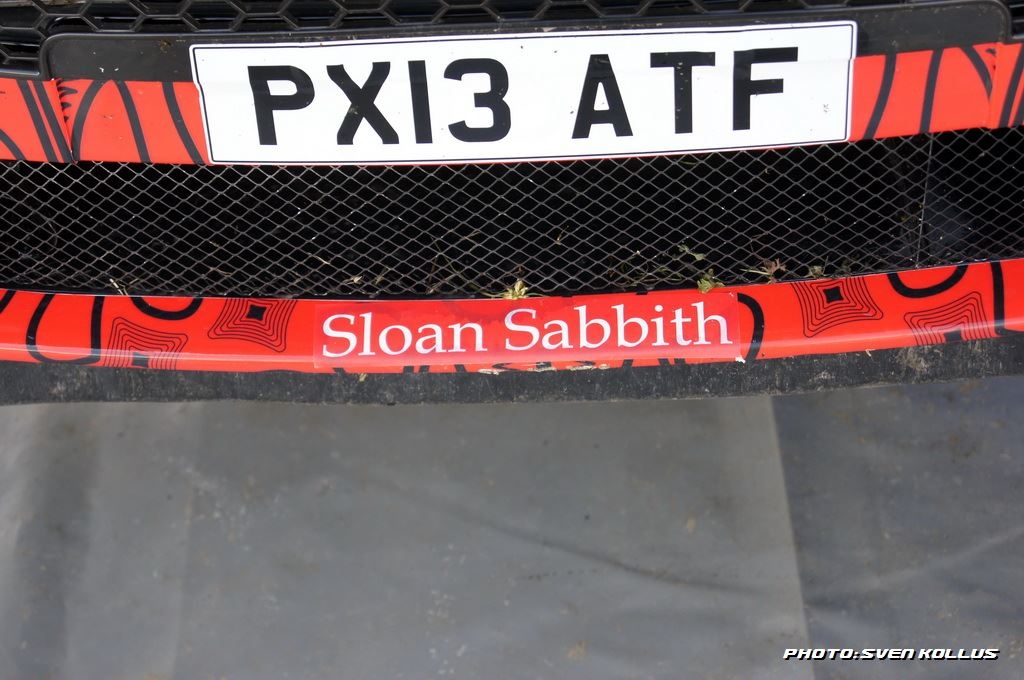 PX13 ATF
Sloan Sabbith
PHOTO: SVEN KOLLUS